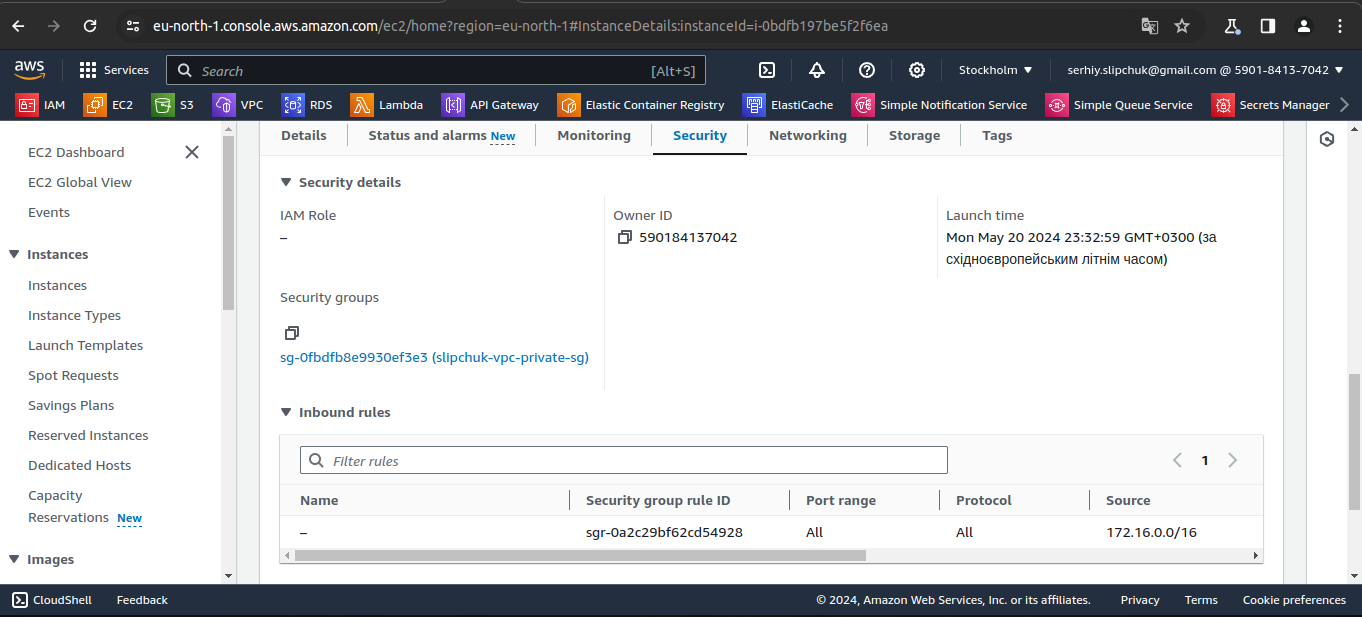 eu-north-1.console.aws.amazon.com/ec2/home?region=eu-north-1#InstanceDetails:instanceId=i-0bdfb197be5f2f6ea
aws
Services
Search
[Alt+S]
Stockholm
serhiy.slipchuk@gmail.com @ 5901-8413-7042
IAM
EC2
S3
VPC
RDS
Lambda
API Gateway
Elastic Container Registry
ElastiCache
Simple Notification Service
Simple Queue Service
Secrets Manager
EC2 Dashboard
EC2 Global View
Events
Instances
Instances
Instance Types
Launch Templates
Spot Requests
Savings Plans
Reserved Instances
Dedicated Hosts
Capacity
Reservations New
Images
Details
Status and alarms New
Monitoring
Security
Networking
Storage
Tags
Security details
IAM Role
–
Owner ID
590184137042
Launch time
Mon May 20 2024 23:32:59 GMT+0300 (за
східноєвропейським літнім часом)
Security groups
sg-0fbdfb8e9930ef3e3 (slipchuk-vpc-private-sg)
Inbound rules
Filter rules
1
Name
Security group rule ID
Port range
Protocol
Source
–
sgr-0a2c29bf62cd54928
All
All
172.16.0.0/16
CloudShell
Feedback
© 2024, Amazon Web Services, Inc. or its affiliates.
Privacy
Terms
Cookie preferences